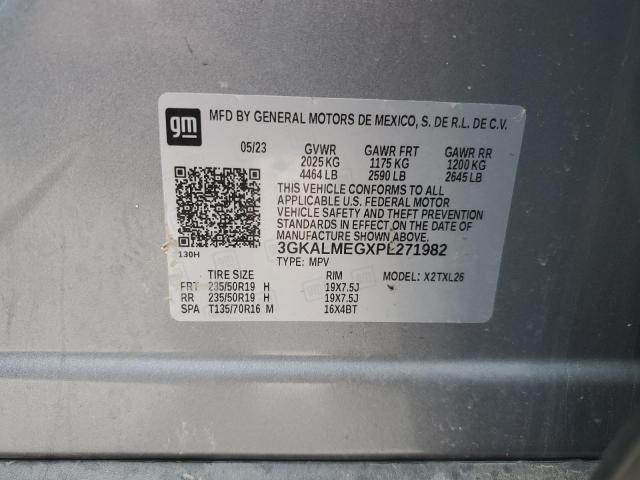 gm
MFD BY GENERAL MOTORS DE MEXICO, S. DE R.L. DE C.V.
05/23 GVWR GAWR FRT GAWR RR
2025 KG 1175 KG 1200 KG
4464 LB 2590 LB 2645 LB
THIS VEHICLE CONFORMS TO ALL
APPLICABLE U.S. FEDERAL MOTOR
VEHICLE SAFETY AND THEFT PREVENTION
STANDARDS IN EFFECT ON THE DATE OF
MANUFACTURE SHOWN ABOVE.
130H
3GKALMEGXPL271982
TYPE: MPV MODEL: X2TXL26
TIRE SIZE RIM
FRT 235/50R19 H 19X7.5J
RR 235/50R19 H 19X7.5J
SPA T135/70R16 M 16X4BT